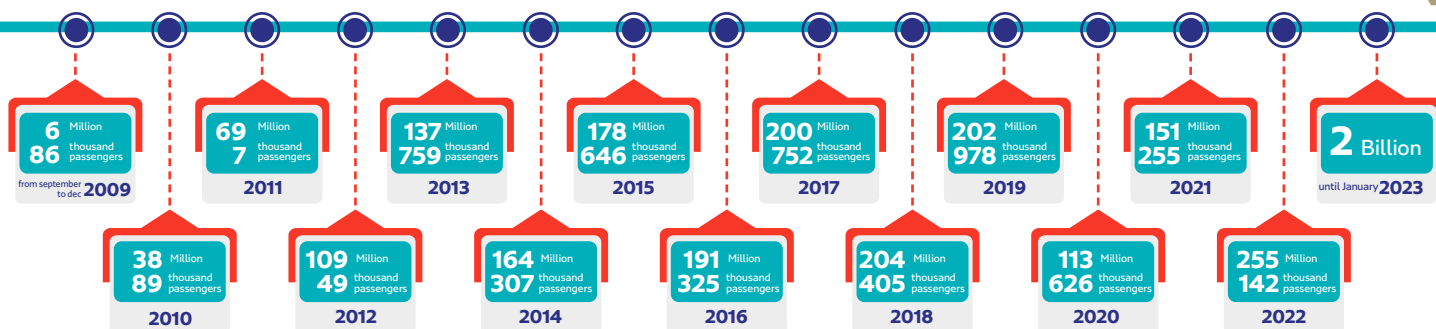 6 Million
86 thousand passengers
from september to dec 2009
38 Million
89 thousand passengers
2010
69 Million
7 thousand passengers
2011
109 Million
49 thousand passengers
2012
137 Million
759 thousand passengers
2013
164 Million
307 thousand passengers
2014
178 Million
646 thousand passengers
2015
191 Million
325 thousand passengers
2016
200 Million
752 thousand passengers
2017
204 Million
405 thousand passengers
2018
202 Million
978 thousand passengers
2019
113 Million
626 thousand passengers
2020
151 Million
255 thousand passengers
2021
255 Million
142 thousand passengers
2022
2 Billion
until January 2023